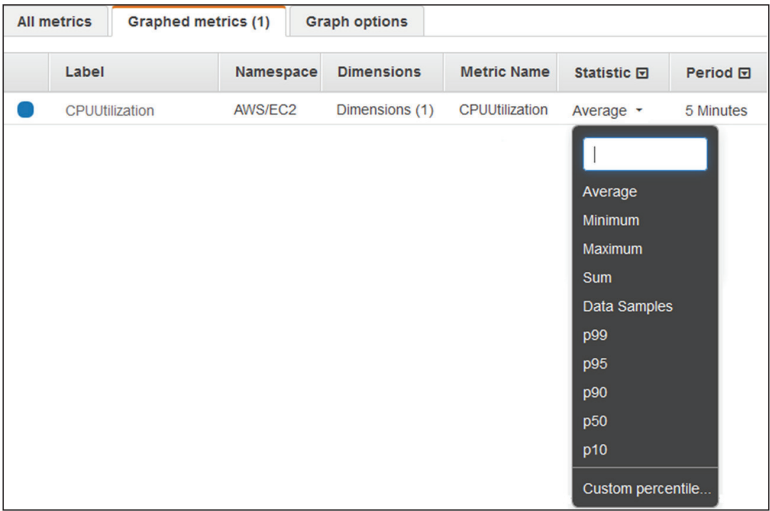 All metrics Graphed metrics (1) Graph options
Label Namespace Dimensions Metric Name Statistic Period
CPUUtilization AWS/EC2 Dimensions (1) CPUUtilization Average 5 Minutes
Average
Minimum
Maximum
Sum
Data Samples
p99
p95
p90
p50
p10
Custom percentile...